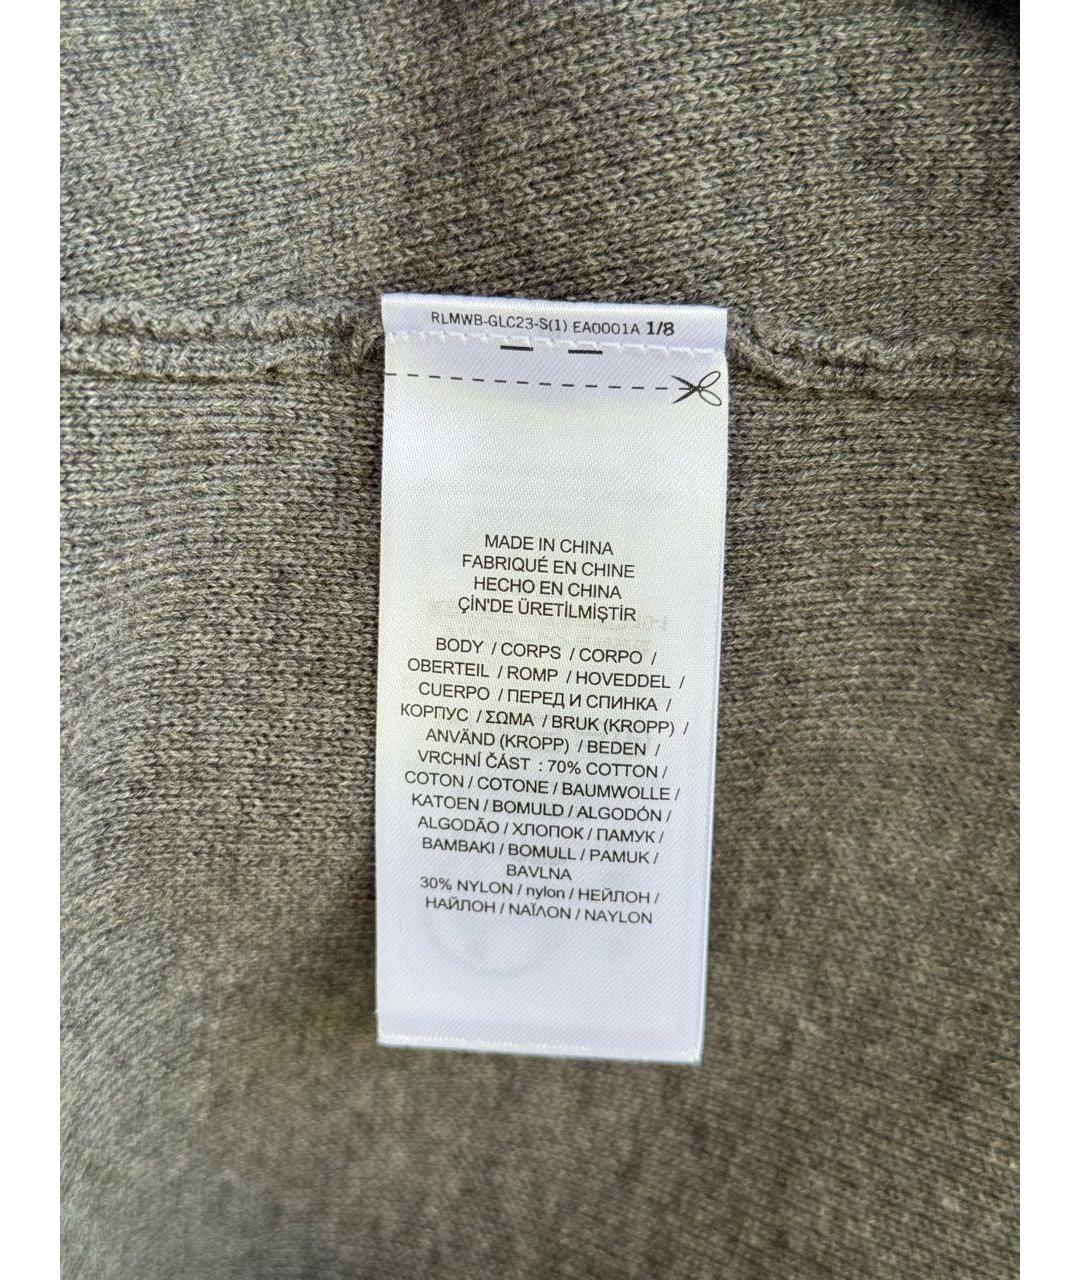 RLMWB-GLC23-S(1) EA0001A 1/8
MADE IN CHINA
FABRIQUÉ EN CHINE
HECHO EN CHINA
ÇİN'DE ÜRETİLMİŞTİR
BODY / CORPS / CORPO /
OBERTEIL / ROMP / HOVEDDEL /
CUERPO / ПЕРЕД И СПИНКА /
КОРПУС / ΣΩΜΑ / BRUK (KROPP) /
ANVÄND (KROPP) / BEDEN /
VRCHNÍ ČÁST : 70% COTTON /
COTON / COTONE / BAUMWOLLE /
KATOEN / BOMULD / ALGODÓN /
ALGODÃO / ХЛОПОК / ПАМУК /
ΒΑΜΒΑΚΙ / BOMULL / PAMUK /
BAVLNA
30% NYLON / nylon / НЕЙЛОН /
НАЙЛОН / ΝΑΪΛΟΝ / NAYLON